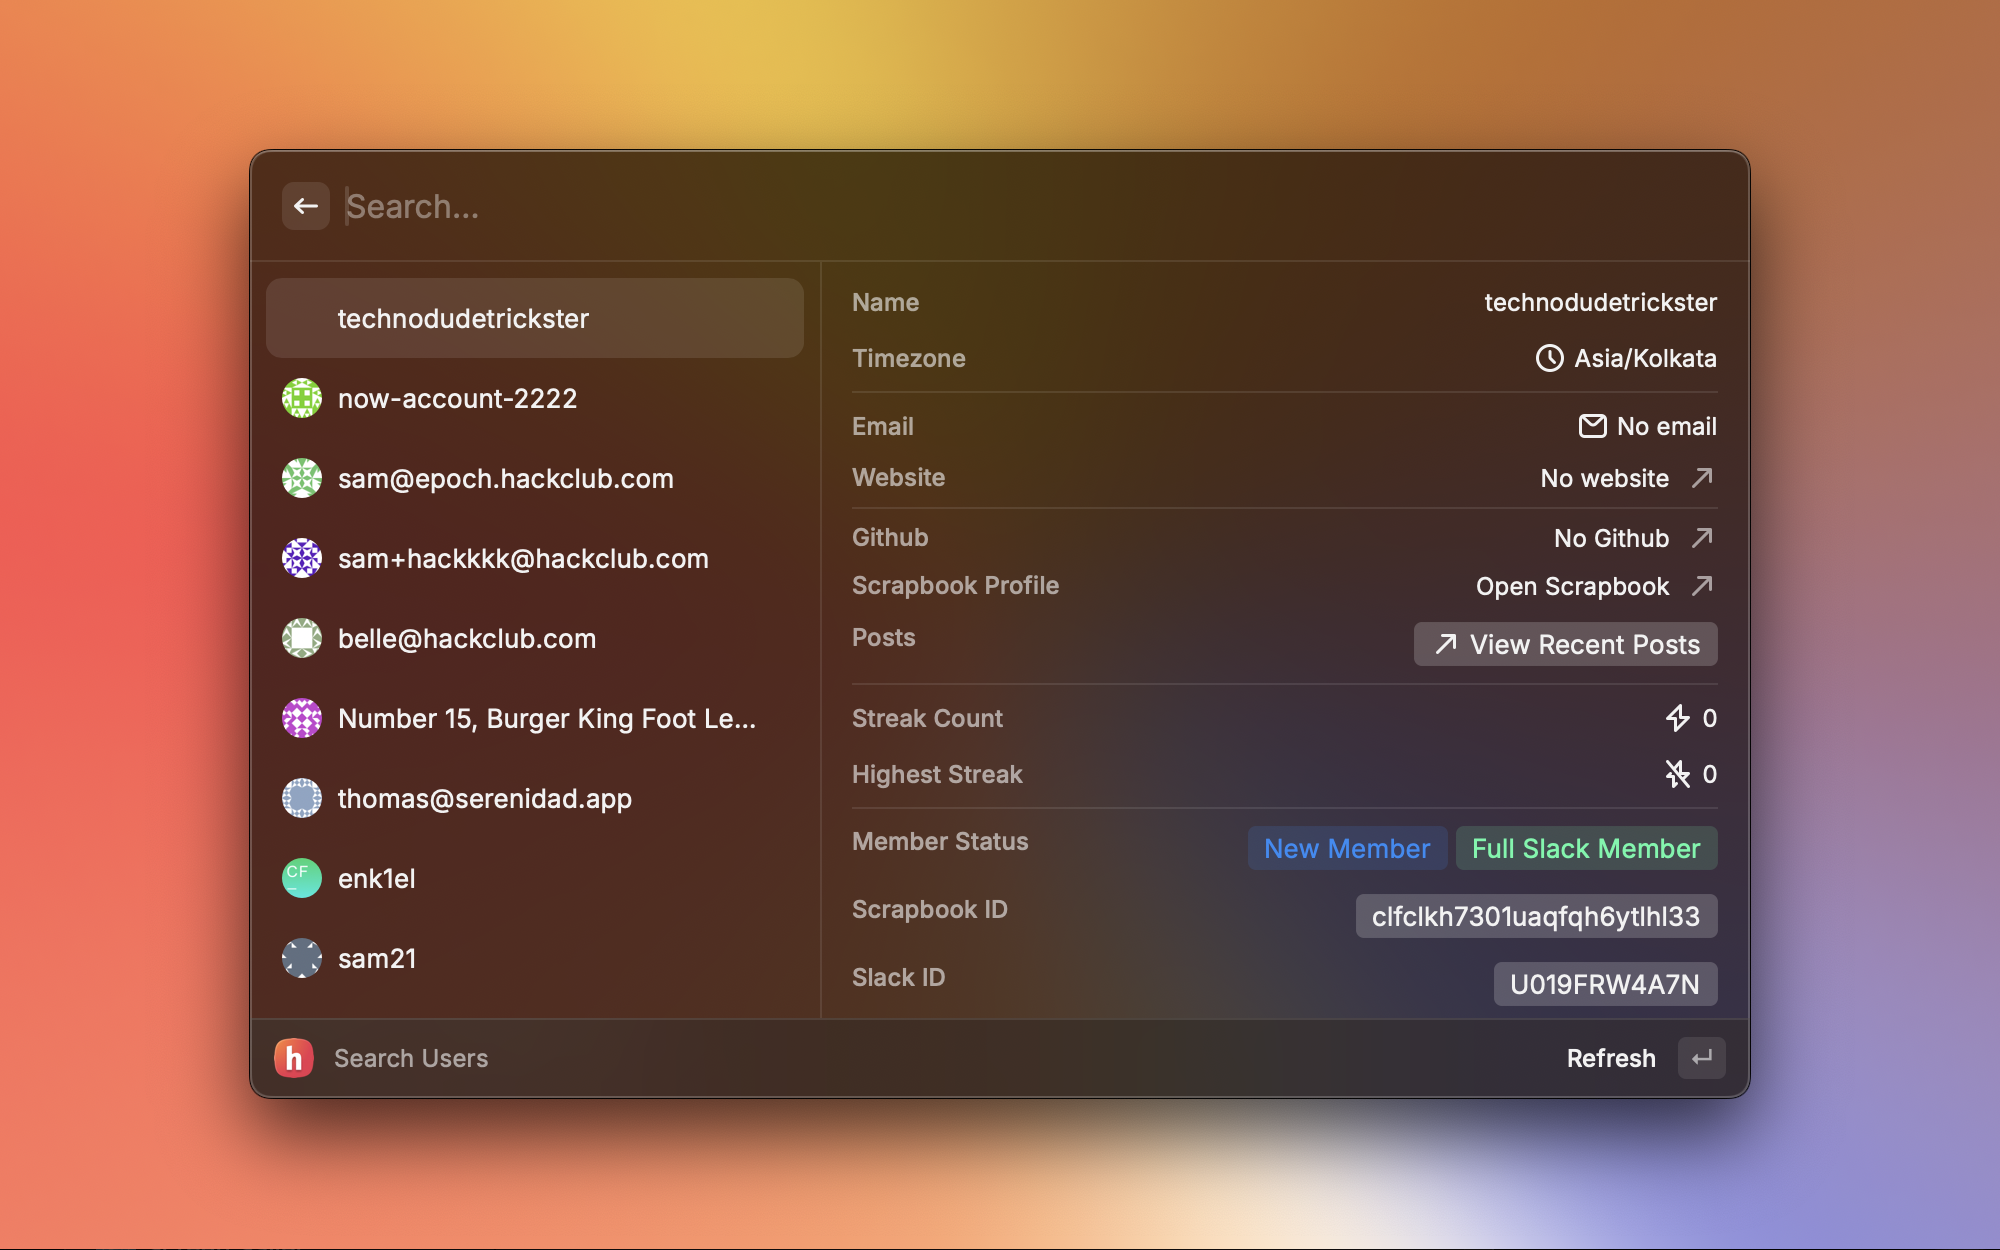 Search...
technodudetrickster
now-account-2222
sam@epoch.hackclub.com
sam+hackkkk@hackclub.com
belle@hackclub.com
Number 15, Burger King Foot Le...
thomas@serenidad.app
CF
enk1el
sam21
Name technodudetrickster
Timezone Asia/Kolkata
Email No email
Website No website
Github No Github
Scrapbook Profile Open Scrapbook
Posts View Recent Posts
Streak Count 0
Highest Streak 0
Member Status New Member Full Slack Member
Scrapbook ID clfclkh7301uaqfqh6ytlhl33
Slack ID U019FRW4A7N
h Search Users Refresh